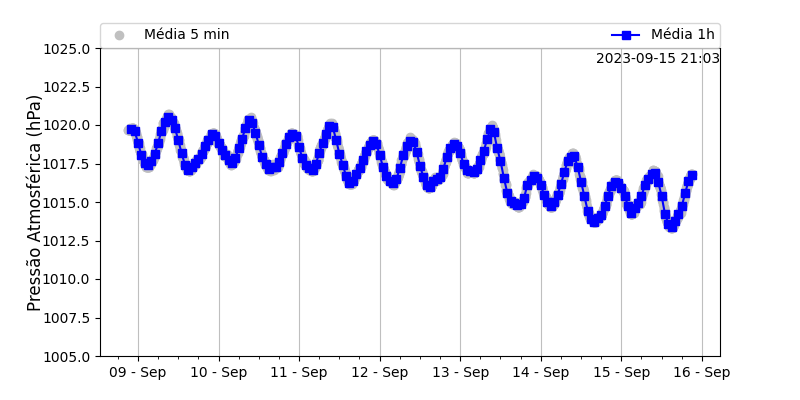 Média 5 min
Média 1h
2023-09-15 21:03
Pressão Atmosférica (hPa)
1025.0
1022.5
1020.0
1017.5
1015.0
1012.5
1010.0
1007.5
1005.0
09 - Sep
10 - Sep
11 - Sep
12 - Sep
13 - Sep
14 - Sep
15 - Sep
16 - Sep